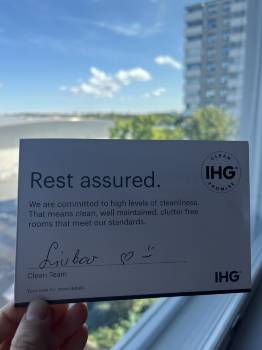 CLEAN
IHG
PROMISE
Rest assured.
We are committed to high levels of cleanliness.
That means clean, well maintained, clutter free
rooms that meet our standards.
Liubov
Clean Team
IHG